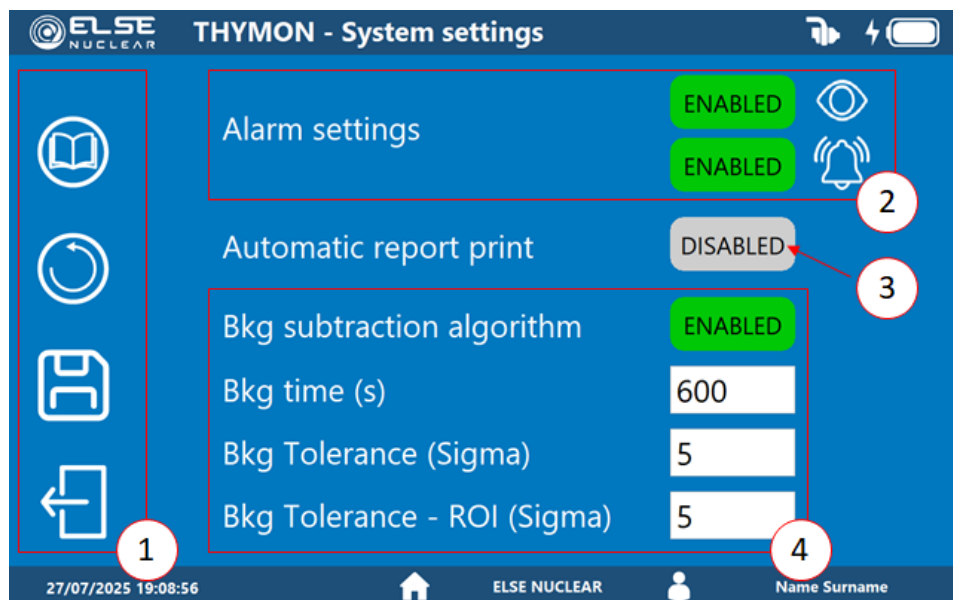 ELSE
NUCLEAR
THYMON - System settings
Alarm settings
ENABLED
ENABLED
2
Automatic report print
DISABLED
3
Bkg subtraction algorithm
ENABLED
Bkg time (s)
600
Bkg Tolerance (Sigma)
5
Bkg Tolerance - ROI (Sigma)
5
1
4
27/07/2025 19:08:56
ELSE NUCLEAR
Name Surname